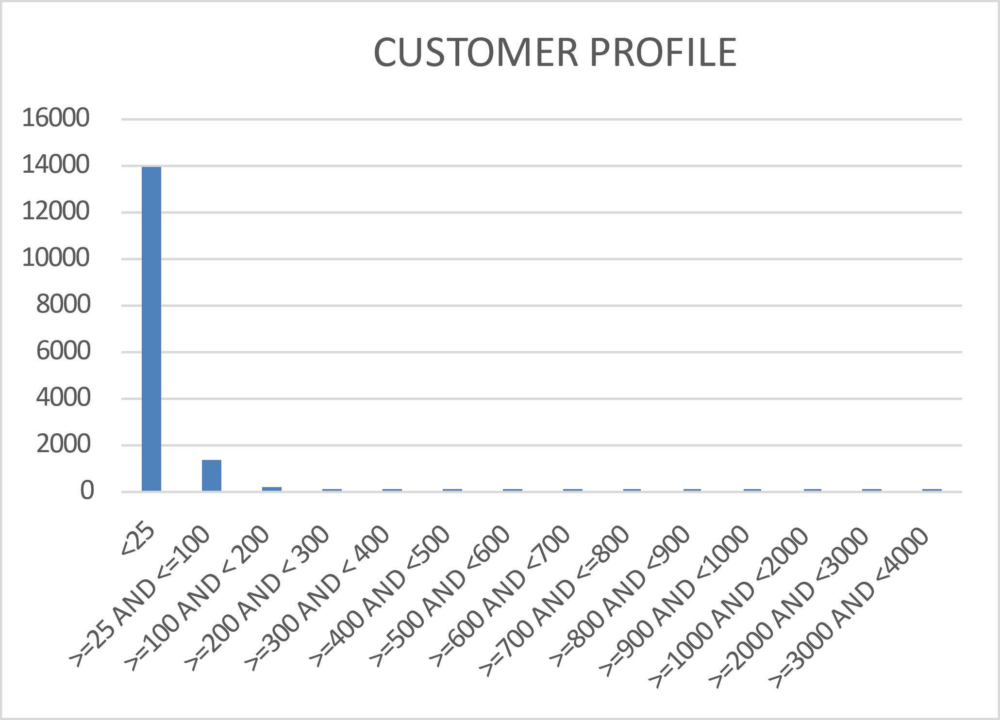 CUSTOMER PROFILE
16000
14000
12000
10000
8000
6000
4000
2000
0
<25
>=25 AND <=100
>=100 AND < 200
>=200 AND < 300
>=300 AND < 400
>=400 AND <500
>=500 AND <600
>=600 AND <700
>=700 AND <=800
>=800 AND <900
>=900 AND <1000
>=1000 AND <2000
>=2000 AND <3000
>=3000 AND <4000